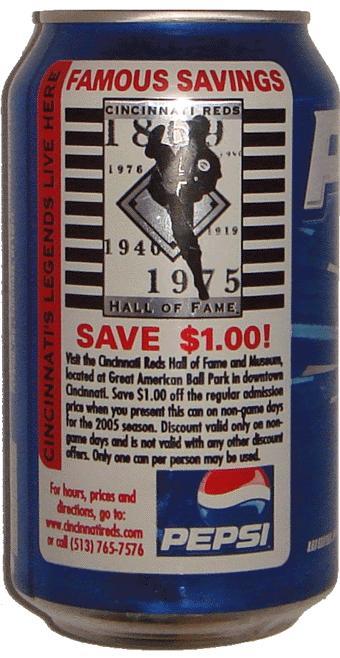 FAMOUS SAVINGS
CINCINNATI'S LEGENDS LIVE HERE
CINCINNATI REDS
1976
1919
1940
1975
HALL OF FAME
SAVE $1.00!
Visit the Cincinnati Reds Hall of Fame and Museum,
located at Great American Ball Park in downtown
Cincinnati. Save $1.00 off the regular admission
price when you present this can on non-game days
for the 2005 season. Discount valid only on non-
game days and is not valid with any other discount
offers. Only one can per person may be used.
For hours, prices and
directions, go to:
www.cincinnatireds.com
or call (513) 765-7576
PEPSI